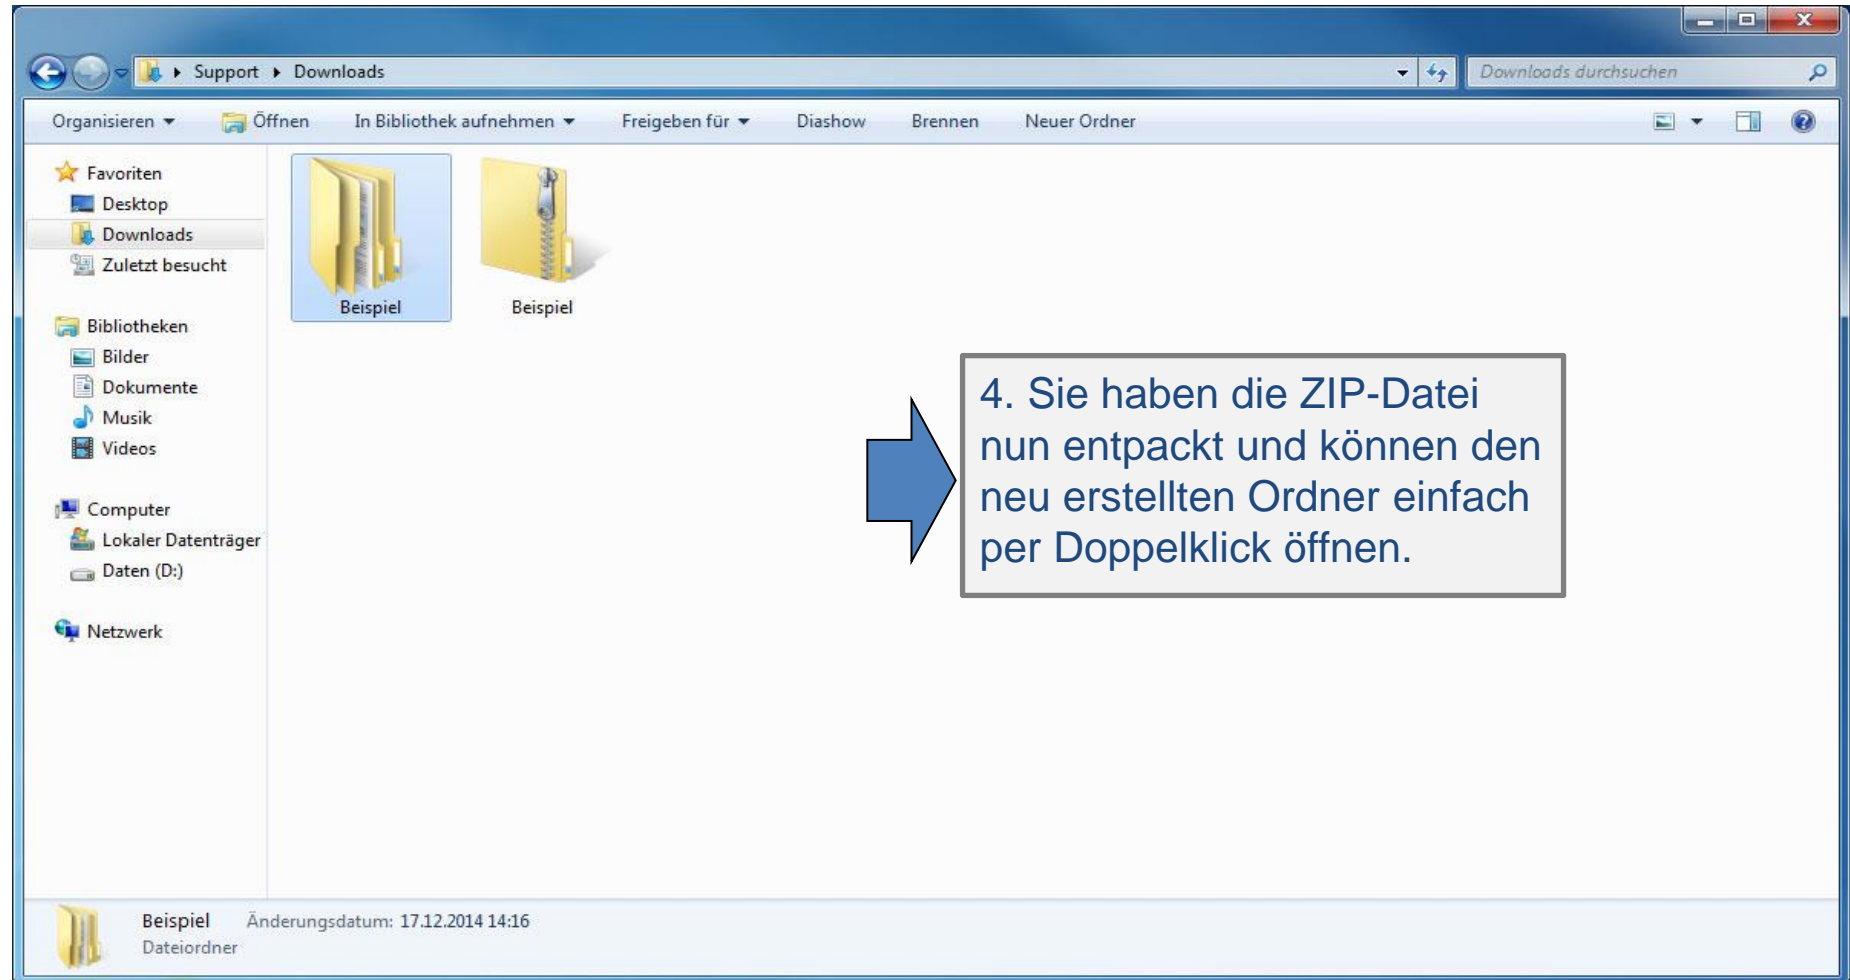 Support Downloads
Downloads durchsuchen
Organisieren Öffnen In Bibliothek aufnehmen Freigeben für Diashow Brennen Neuer Ordner
Favoriten
Desktop
Downloads
Zuletzt besucht
Bibliotheken
Bilder
Dokumente
Musik
Videos
Computer
Lokaler Datenträger
Daten (D:)
Netzwerk
Beispiel Beispiel
4. Sie haben die ZIP-Datei
nun entpackt und können den
neu erstellten Ordner einfach
per Doppelklick öffnen.
Beispiel Änderungsdatum: 17.12.2014 14:16
Dateiordner